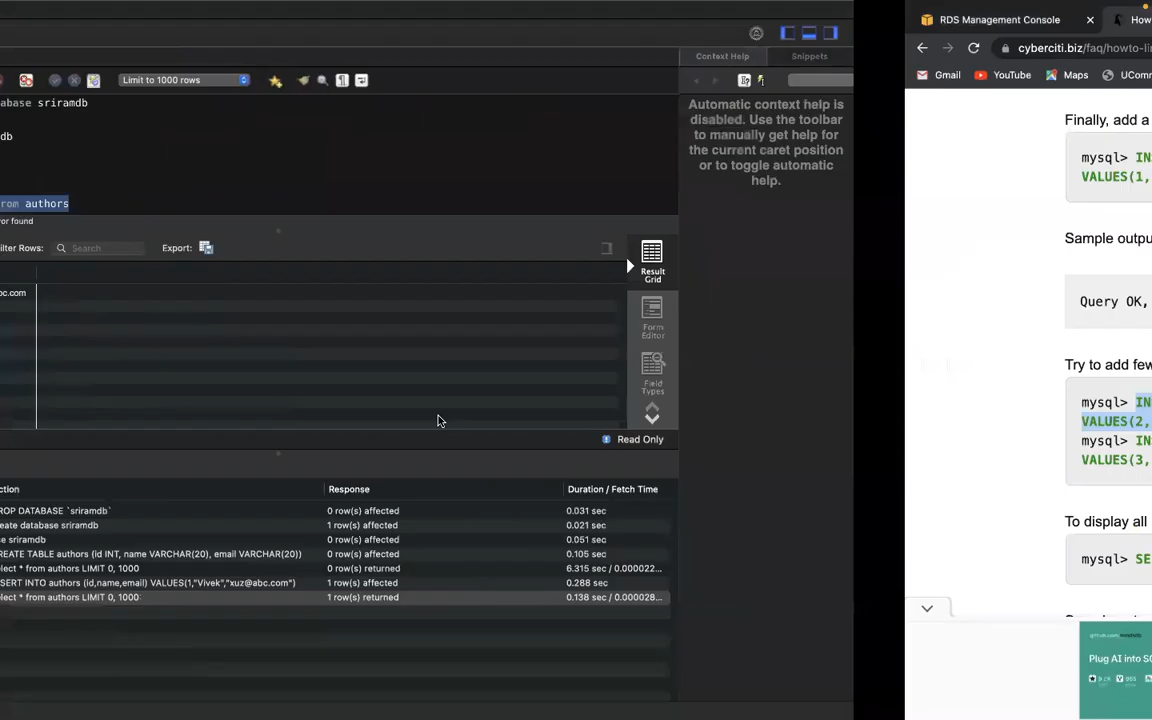 Limit to 1000 rows
abase sriramdb
db
rom authors
or found
ilter Rows:
Search
Export:
bc.com
Result
Grid
Form
Editor
Field
Types
Read Only
ction
Response
Duration / Fetch Time
ROP DATABASE `sriramdb`
0 row(s) affected
0.031 sec
eate database sriramdb
1 row(s) affected
0.021 sec
se sriramdb
0 row(s) affected
0.051 sec
REATE TABLE authors (id INT, name VARCHAR(20), email VARCHAR(20))
0 row(s) affected
0.105 sec
elect * from authors LIMIT 0, 1000
0 row(s) returned
6.315 sec / 0.000022...
SERT INTO authors (id,name,email) VALUES(1,"Vivek","xuz@abc.com")
1 row(s) affected
0.288 sec
elect * from authors LIMIT 0, 1000
1 row(s) returned
0.138 sec / 0.000028...
Context Help
Snippets
Automatic context help is
disabled. Use the toolbar
to manually get help for
the current caret position
or to toggle automatic
help.
RDS Management Console
How
cyberciti.biz/faq/howto-li
Gmail
YouTube
Maps
UComm
Finally, add a
mysql> IN
VALUES(1,
Sample outpu
Query OK,
Try to add few
mysql> IN
VALUES(2,
mysql> IN
VALUES(3,
To display all
mysql> SE
Plug AI into SQ